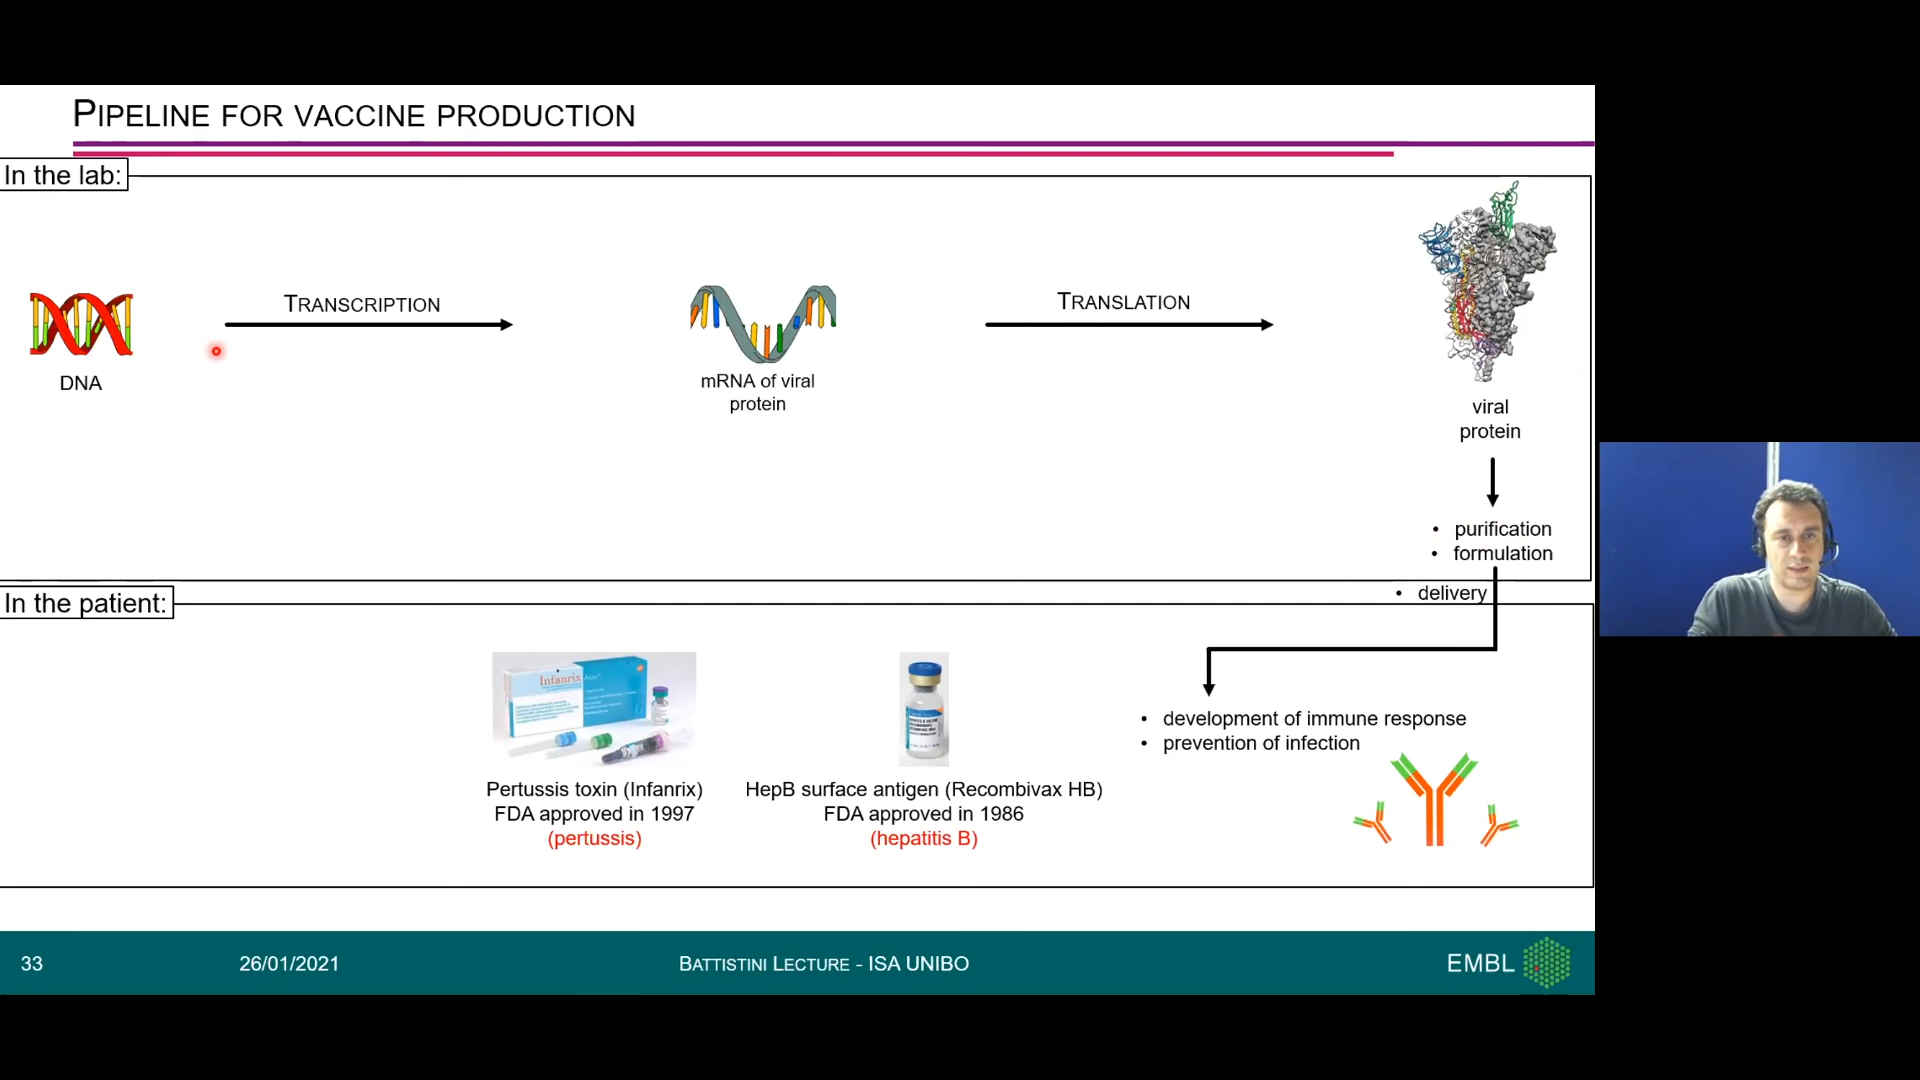 PIPELINE FOR VACCINE PRODUCTION
In the lab:
TRANSCRIPTION
TRANSLATION
DNA
mRNA of viral
protein
viral
protein
• purification
• formulation
• delivery
In the patient:
Infanrix
• development of immune response
• prevention of infection
Pertussis toxin (Infanrix)
FDA approved in 1997
(pertussis)
HepB surface antigen (Recombivax HB)
FDA approved in 1986
(hepatitis B)
33
26/01/2021
BATTISTINI LECTURE - ISA UNIBO
EMBL